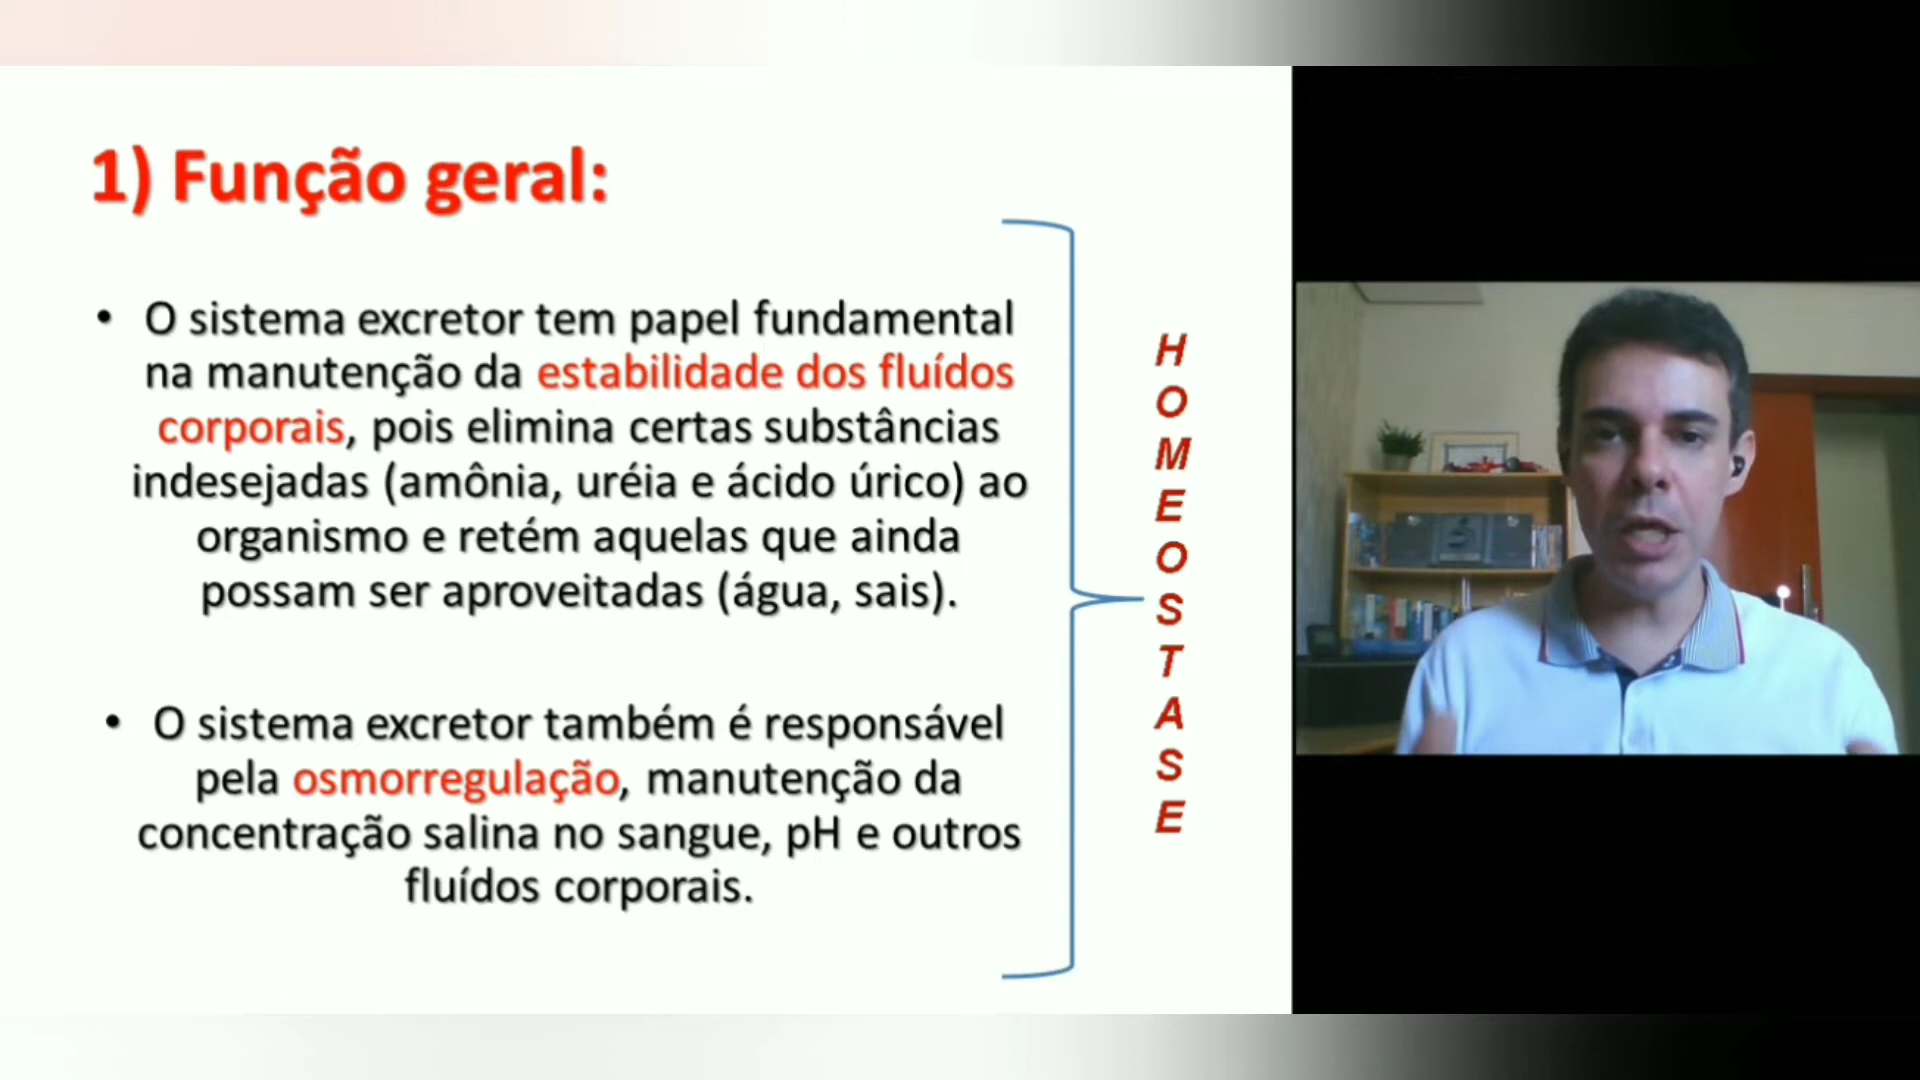 1) Função geral:
• O sistema excretor tem papel fundamental
na manutenção da estabilidade dos fluídos
corporais, pois elimina certas substâncias
indesejadas (amônia, uréia e ácido úrico) ao
organismo e retém aquelas que ainda
possam ser aproveitadas (água, sais).
• O sistema excretor também é responsável
pela osmorregulação, manutenção da
concentração salina no sangue, pH e outros
fluídos corporais.
H
O
M
E
O
S
T
A
S
E